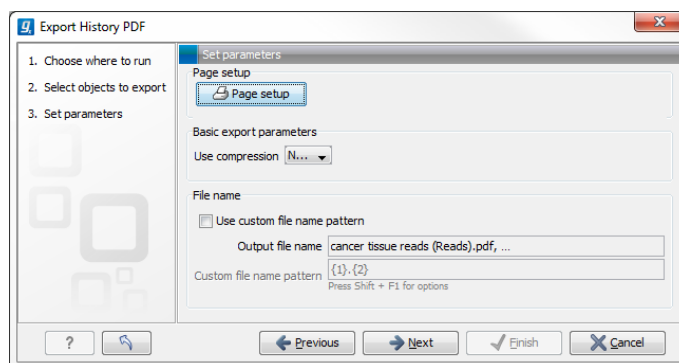 Export History PDF
1. Choose where to run
2. Select objects to export
3. Set parameters
Set parameters
Page setup
Page setup
Basic export parameters
Use compression N...
File name
Use custom file name pattern
Output file name cancer tissue reads (Reads).pdf, ...
Custom file name pattern {1}.{2}
Press Shift + F1 for options
? Previous Next Finish Cancel